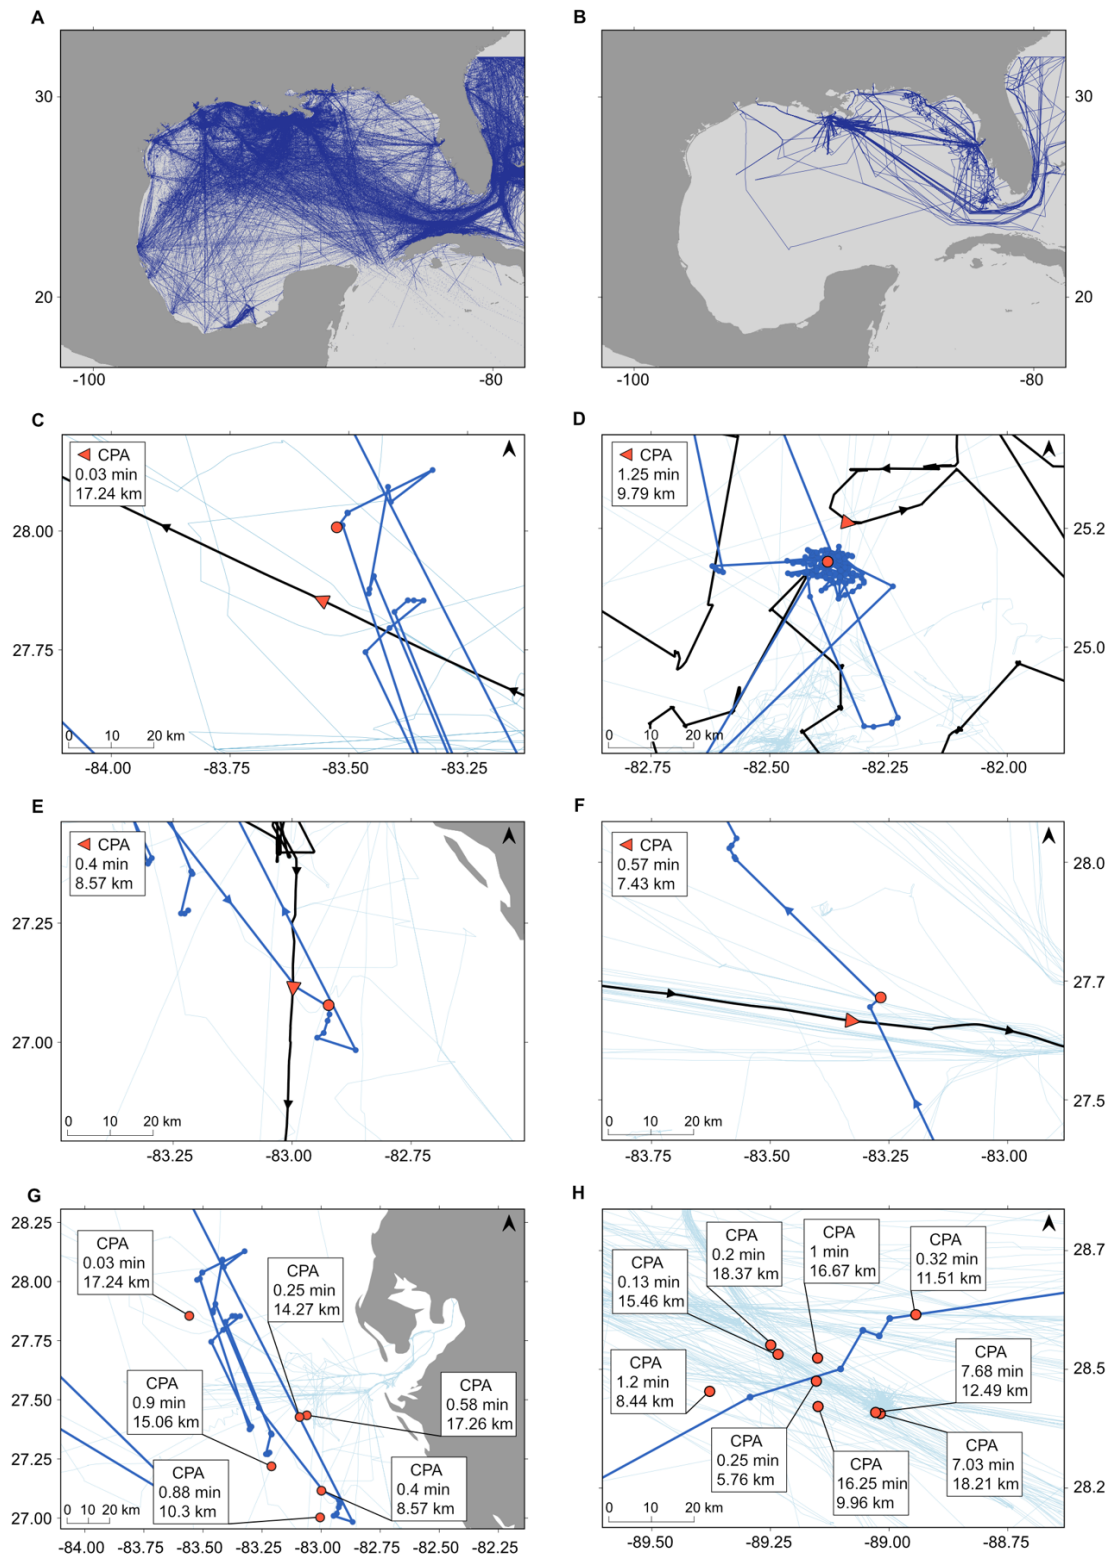 A
B
30
30
20
20
-100
-80
-100
-80
C
D
CPA
0.03 min
17.24 km
CPA
1.25 min
9.79 km
28.00
25.2
27.75
25.0
0 10 20 km
0 10 20 km
-84.00 -83.75 -83.50 -83.25
-82.75 -82.50 -82.25 -82.00
E
F
CPA
0.4 min
8.57 km
CPA
0.57 min
7.43 km
28.0
27.25
27.7
27.00
27.5
0 10 20 km
0 10 20 km
-83.25 -83.00 -82.75
-83.75 -83.50 -83.25 -83.00
G
H
28.25
28.00
27.75
27.50
27.25
27.00
CPA
0.03 min
17.24 km
CPA
0.25 min
14.27 km
CPA
0.9 min
15.06 km
CPA
0.58 min
17.26 km
CPA
0.88 min
10.3 km
CPA
0.4 min
8.57 km
0 10 20 km
-84.00 -83.75 -83.50 -83.25 -83.00 -82.75 -82.50 -82.25
CPA
0.2 min
18.37 km
CPA
1 min
16.67 km
CPA
0.32 min
11.51 km
CPA
0.13 min
15.46 km
CPA
1.2 min
8.44 km
CPA
7.68 min
12.49 km
CPA
0.25 min
5.76 km
CPA
16.25 min
9.96 km
CPA
7.03 min
18.21 km
28.7
28.5
28.2
0 10 20 km
-89.50 -89.25 -89.00 -88.75